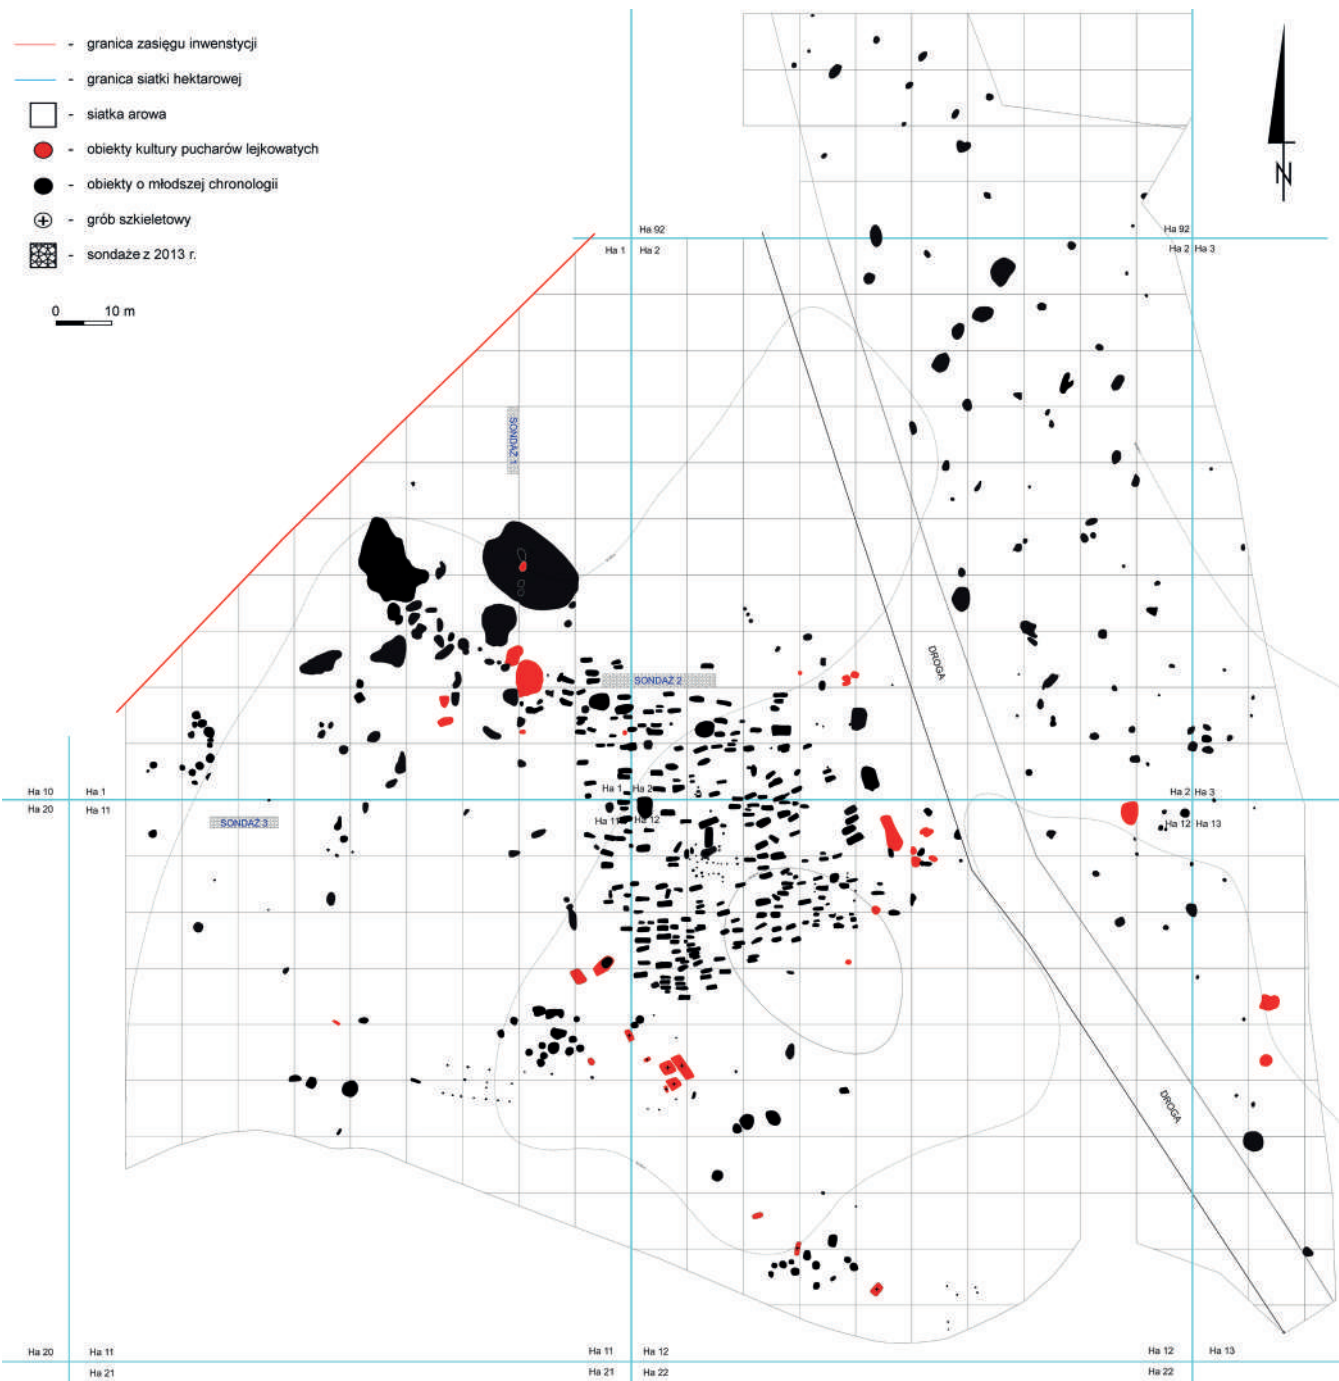 - granica zasięgu inwenstycji
- granica siatki hektarowej
- siatka arowa
- obiekty kultury pucharów lejkowatych
- obiekty o młodszej chronologii
- grób szkieletowy
- sondaże z 2013 r.
0 10 m
N
Ha 92 Ha 92
Ha 1 Ha 2 Ha 2 Ha 3
SONDAŻ 1
DROGA
SONDAŻ 2
Ha 10 Ha 1 Ha 1 Ha 2 Ha 2 Ha 3
Ha 20 Ha 11 Ha 11 Ha 12 Ha 12 Ha 13
SONDAŻ 3
DROGA
Ha 20 Ha 11 Ha 11 Ha 12 Ha 12 Ha 13
Ha 21 Ha 21 Ha 22 Ha 22